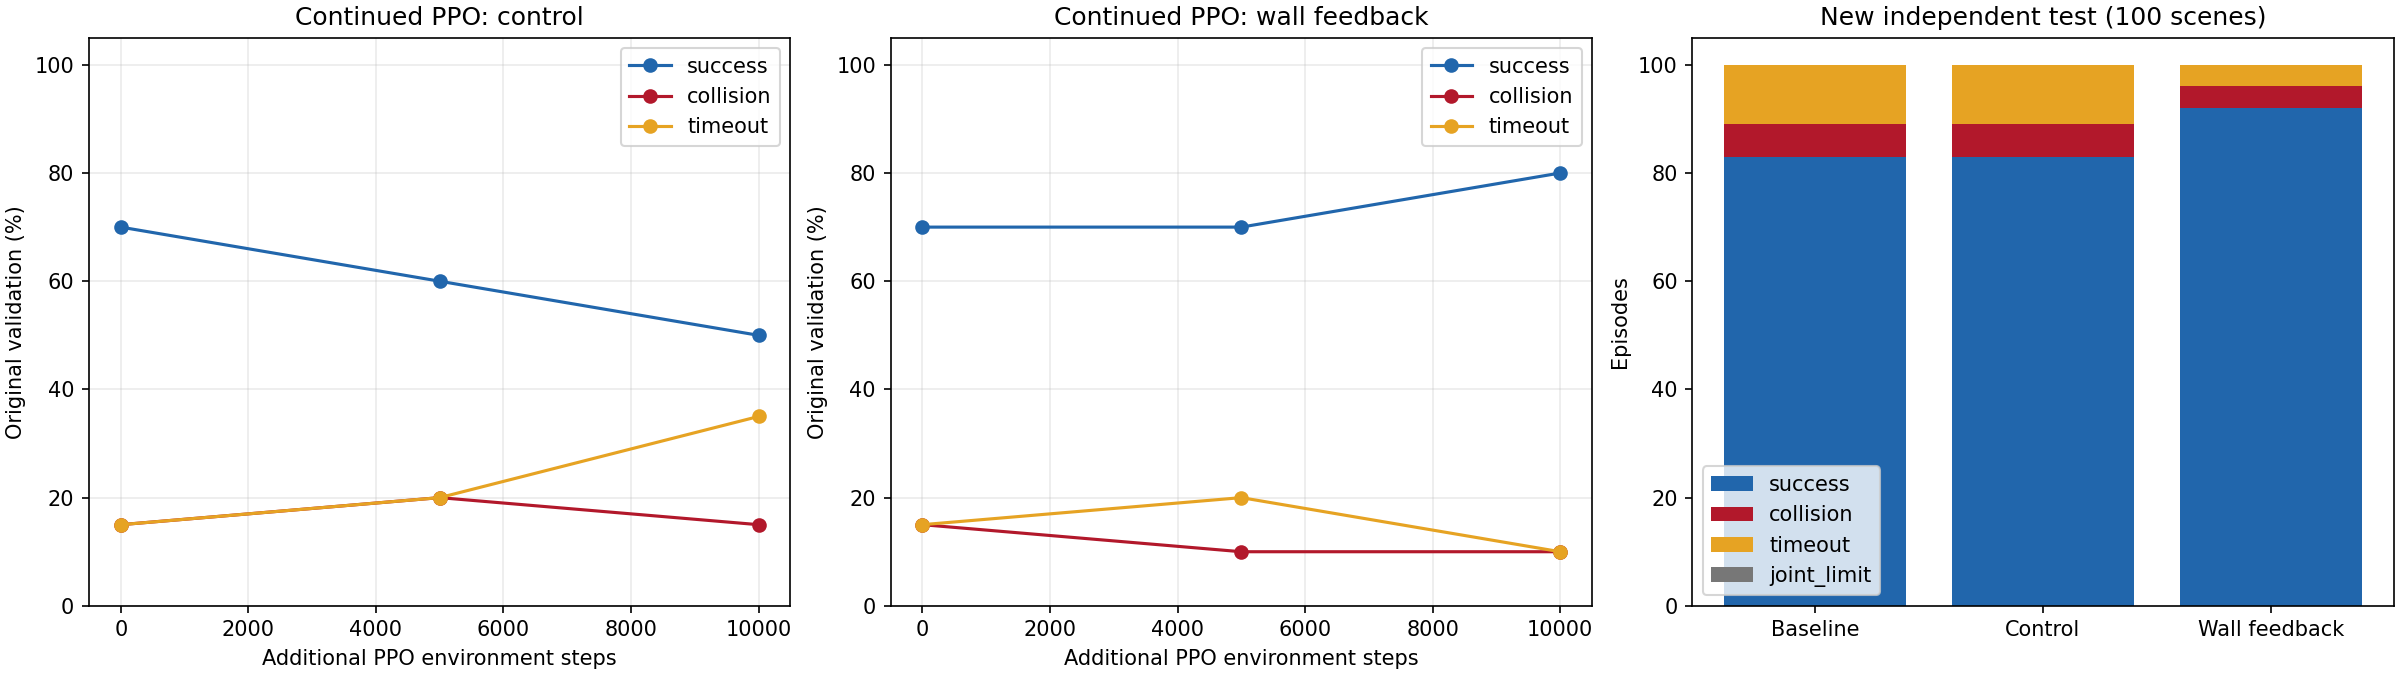 Continued PPO: control
Original validation (%)
100
80
60
40
20
0
0 2000 4000 6000 8000 10000
Additional PPO environment steps
success
collision
timeout
Continued PPO: wall feedback
Original validation (%)
100
80
60
40
20
0
0 2000 4000 6000 8000 10000
Additional PPO environment steps
success
collision
timeout
New independent test (100 scenes)
Episodes
100
80
60
40
20
0
success
collision
timeout
joint_limit
Baseline Control Wall feedback